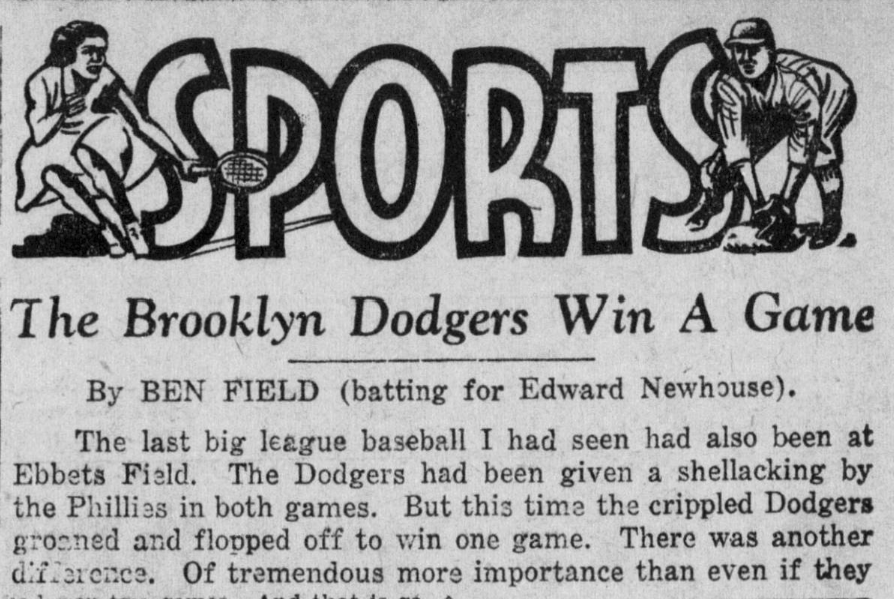 SPORTS
The Brooklyn Dodgers Win A Game
By BEN FIELD (batting for Edward Newhouse).
The last big league baseball I had seen had also been at
Ebbets Field. The Dodgers had been given a shellacking by
the Phillies in both games. But this time the crippled Dodgers
groaned and flopped off to win one game. There was another
difference. Of tremendous more importance than even if they